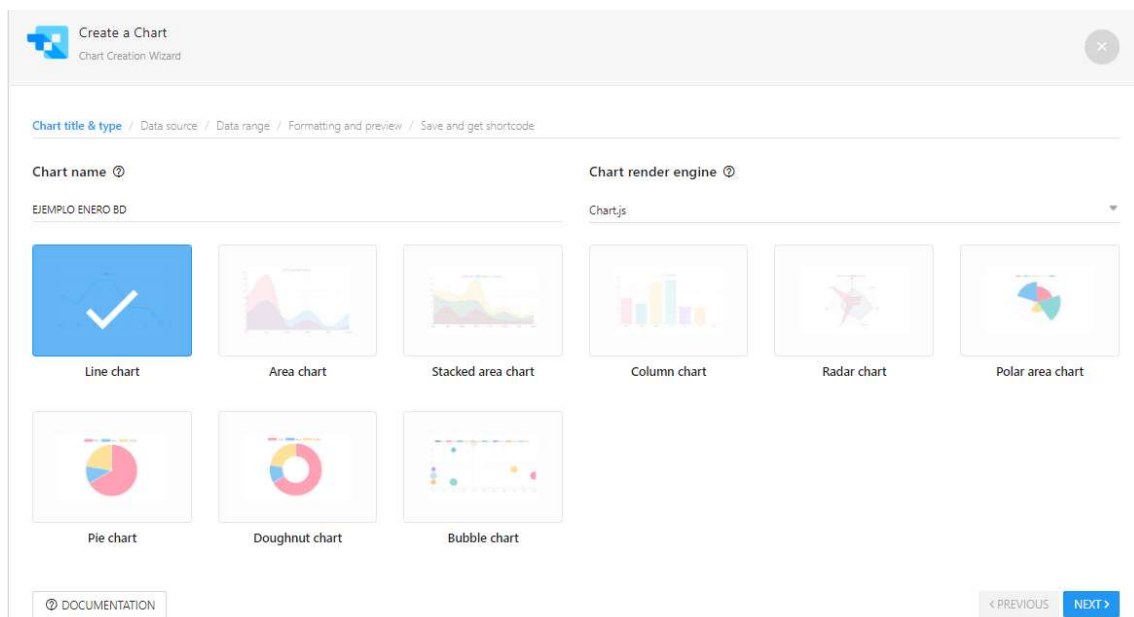 Create a Chart
Chart Creation Wizard
Chart title & type / Data source / Data range / Formatting and preview / Save and get shortcode
Chart name
Chart render engine
EJEMPLO ENERO BD
Chart.js
Line chart
Area chart
Stacked area chart
Column chart
Radar chart
Polar area chart
Pie chart
Doughnut chart
Bubble chart
DOCUMENTATION
< PREVIOUS
NEXT >